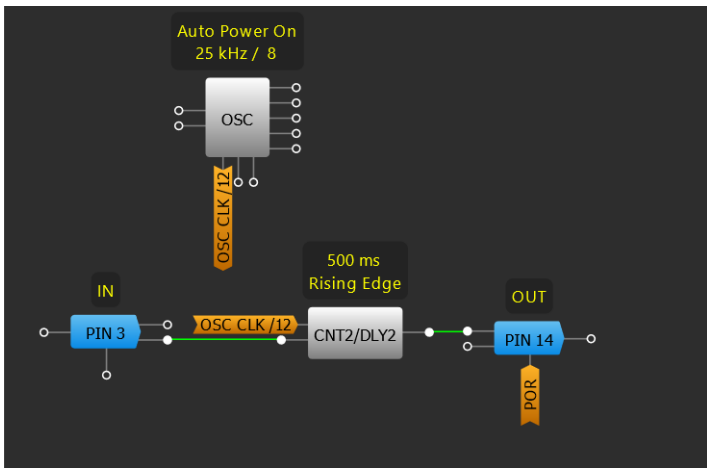 Auto Power On
25 kHz / 8
OSC
OSC CLK /12
500 ms
Rising Edge
IN
OUT
PIN 3
OSC CLK /12
CNT2/DLY2
PIN 14
POR